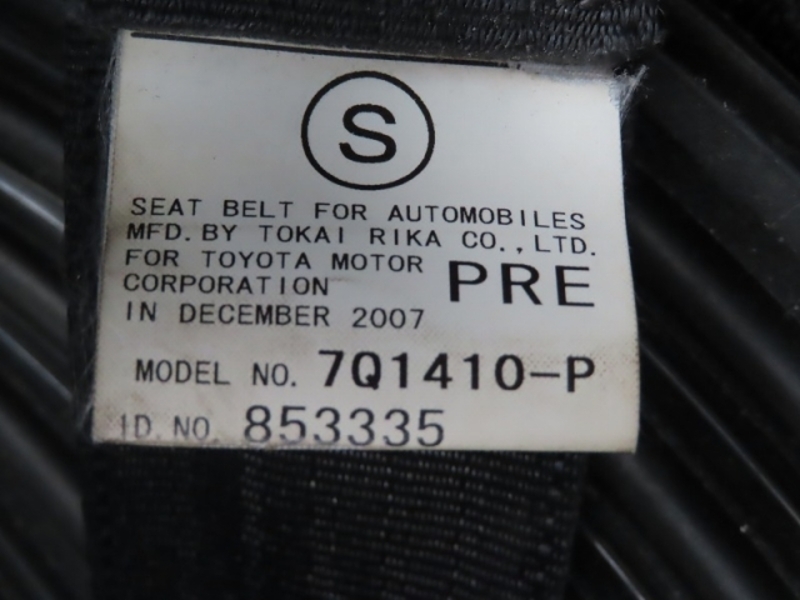 S
SEAT BELT FOR AUTOMOBILES
MFD. BY TOKAI RIKA CO., LTD.
FOR TOYOTA MOTOR
CORPORATION
PRE
IN DECEMBER 2007
MODEL NO. 7Q1410-P
ID. NO. 853335